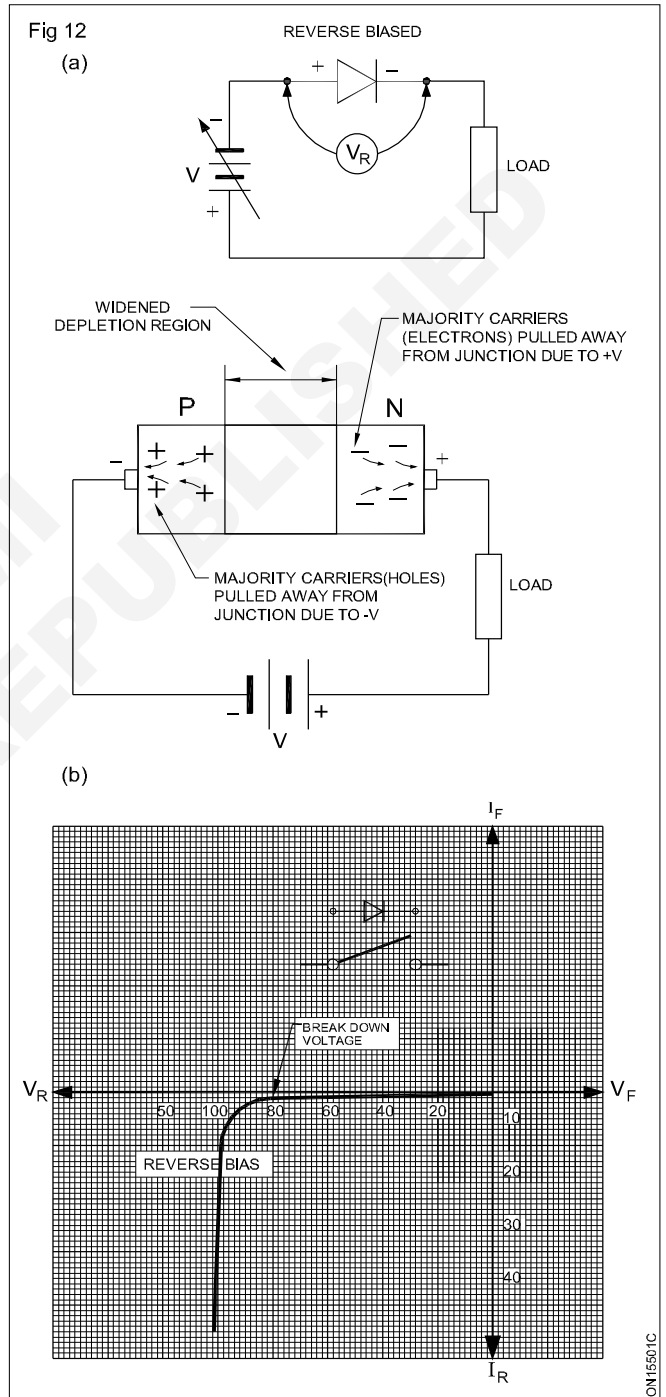 Fig 12
(a)
REVERSE BIASED
+ −
−
V
+
V_R
LOAD
WIDENED
DEPLETION REGION
MAJORITY CARRIERS
(ELECTRONS) PULLED AWAY
FROM JUNCTION DUE TO +V
P N
− + + − − +
+ + − −
MAJORITY CARRIERS(HOLES)
PULLED AWAY FROM
JUNCTION DUE TO -V
LOAD
− +
V
(b)
I_F
BREAK DOWN
VOLTAGE
V_R V_F
50 100 80 60 40 20 10
REVERSE BIAS
20
30
40
I_R
ON15501C
REPUBLISHED